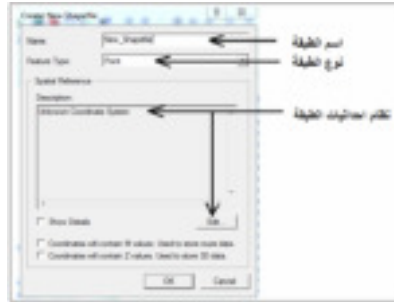 Create New Shapefile
Name: New_Shapefile
اسم الطبقة
Feature Type: Point
نوع الطبقة
Spatial Reference
Description:
Unknown Coordinate System
نظام احداثيات الطبقة
Show Details
Edit...
Coordinates will contain M values. Used to store route data.
Coordinates will contain Z values. Used to store 3D data.
OK
Cancel